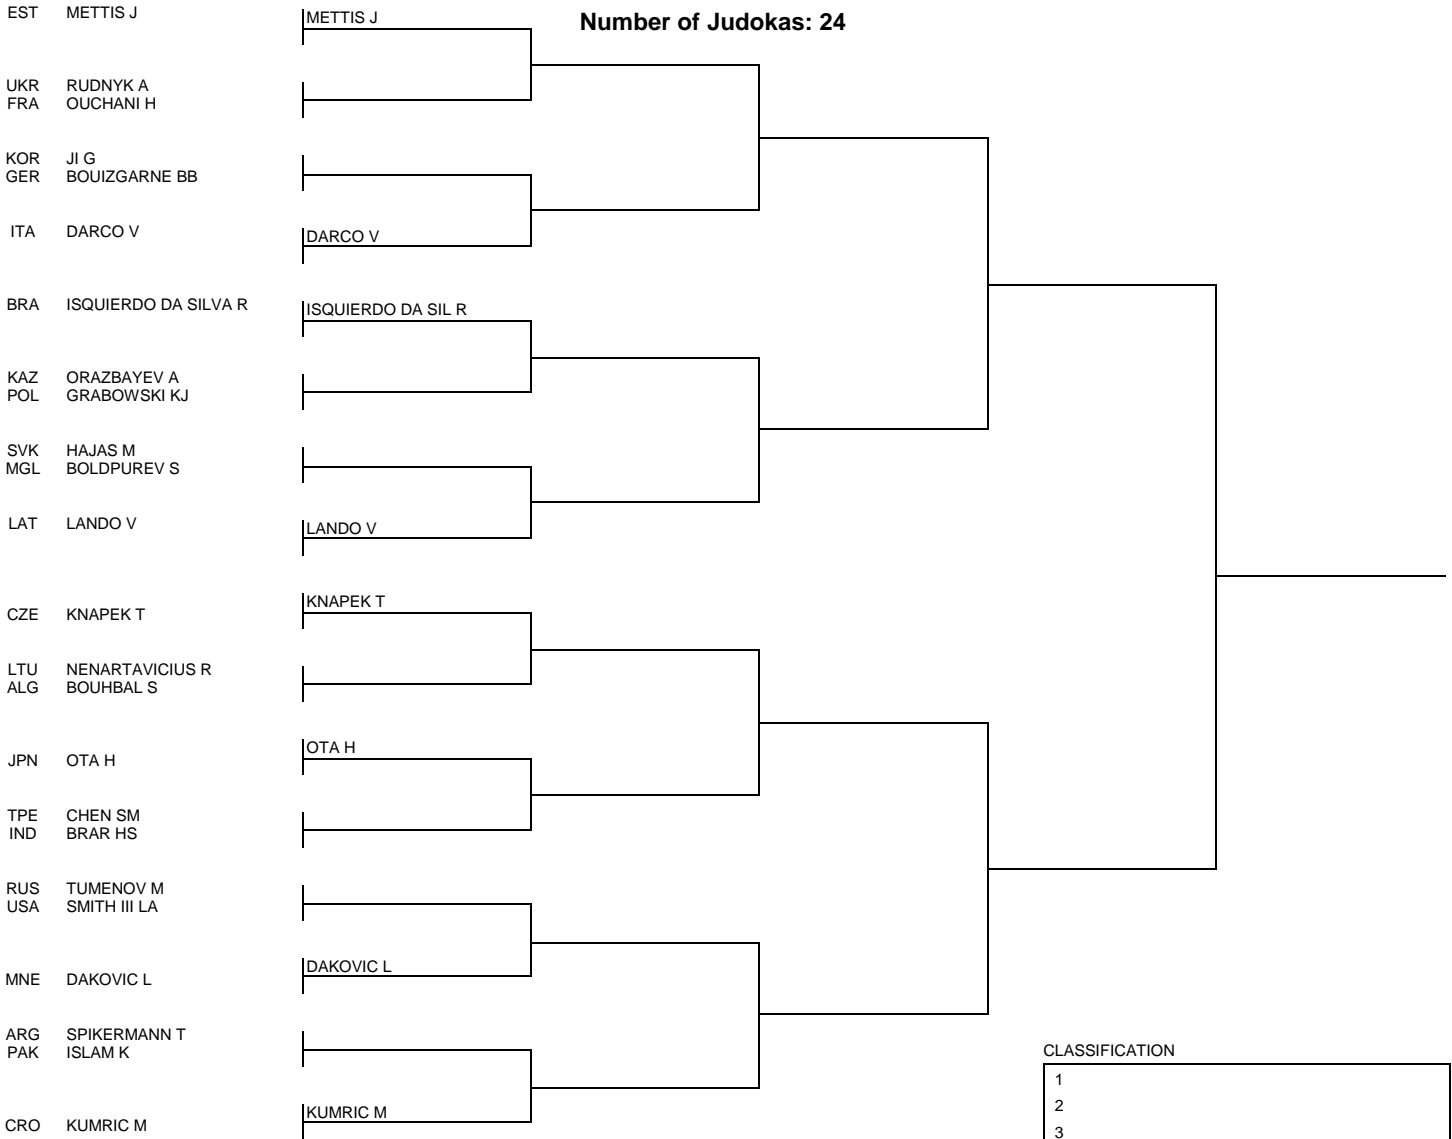 Number of Judokas: 24
EST METTIS J METTIS J
UKR RUDNYK A
FRA OUCHANI H
KOR JI G
GER BOUIZGARNE BB
ITA DARCO V DARCO V
BRA ISQUIERDO DA SILVA R ISQUIERDO DA SIL R
KAZ ORAZBAYEV A
POL GRABOWSKI KJ
SVK HAJAS M
MGL BOLDPUREV S
LAT LANDO V LANDO V
CZE KNAPEK T KNAPEK T
LTU NENARTAVICIUS R
ALG BOUHBAL S
JPN OTA H OTA H
TPE CHEN SM
IND BRAR HS
RUS TUMENOV M
USA SMITH III LA
MNE DAKOVIC L DAKOVIC L
ARG SPIKERMANN T
PAK ISLAM K
CRO KUMRIC M KUMRIC M
CLASSIFICATION
1
2
3